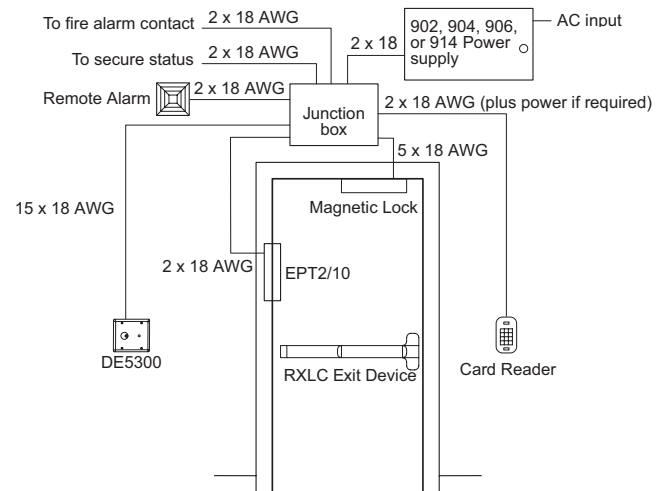 To fire alarm contact
2 x 18 AWG
To secure status
2 x 18 AWG
Remote Alarm
2 x 18 AWG
2 x 18
902, 904, 906,
or 914 Power
supply
AC input
Junction
box
2 x 18 AWG (plus power if required)
5 x 18 AWG
15 x 18 AWG
Magnetic Lock
2 x 18 AWG
EPT2/10
DE5300
RXLC Exit Device
Card Reader